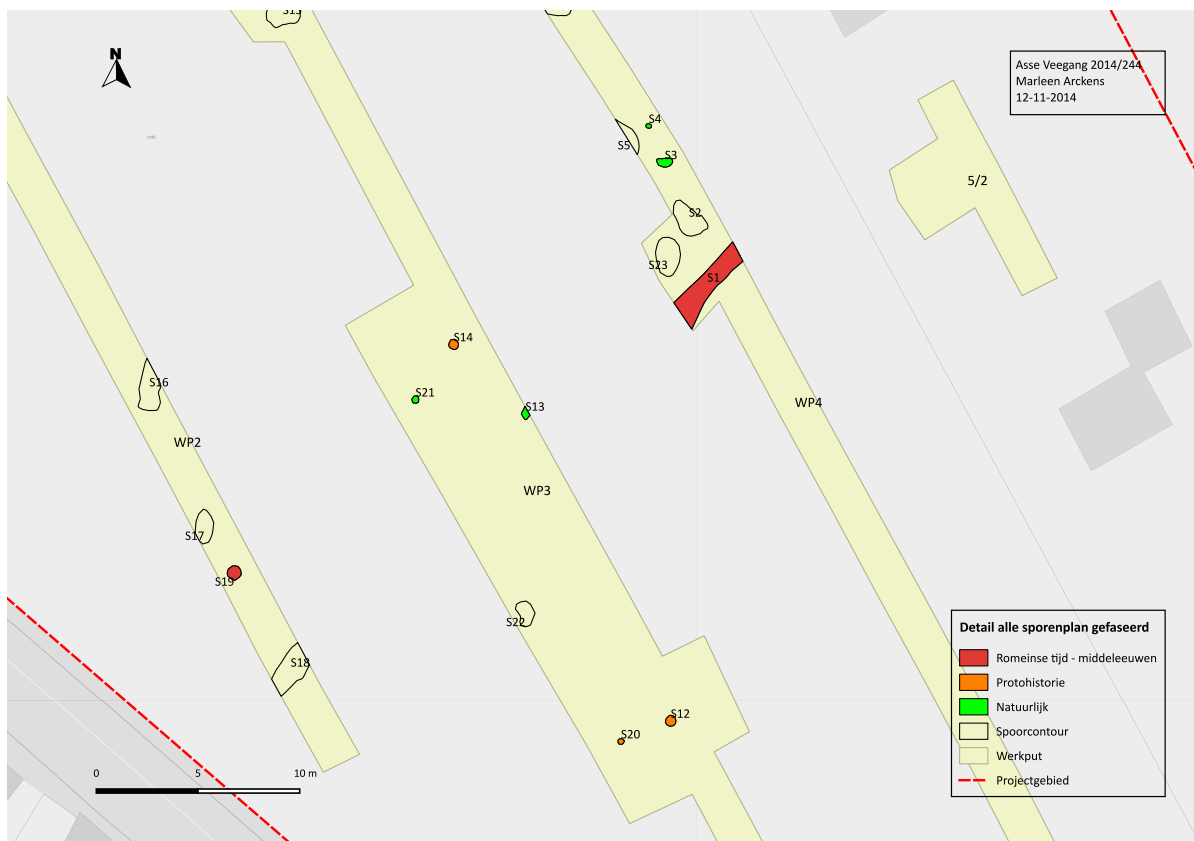 S15
N
Asse Veegang 2014/244
Marleen Arckens
12-11-2014
S4
S5
S3
5/2
S2
S23
S1
S14
S16
S21
S13
WP4
WP2
WP3
S17
S19
S22
Detail alle sporenplan gefaseerd
Romeinse tijd - middeleeuwen
S18
Protohistorie
Natuurlijk
S12
S20
Spoorcontour
Werkput
0 5 10 m
Projectgebied